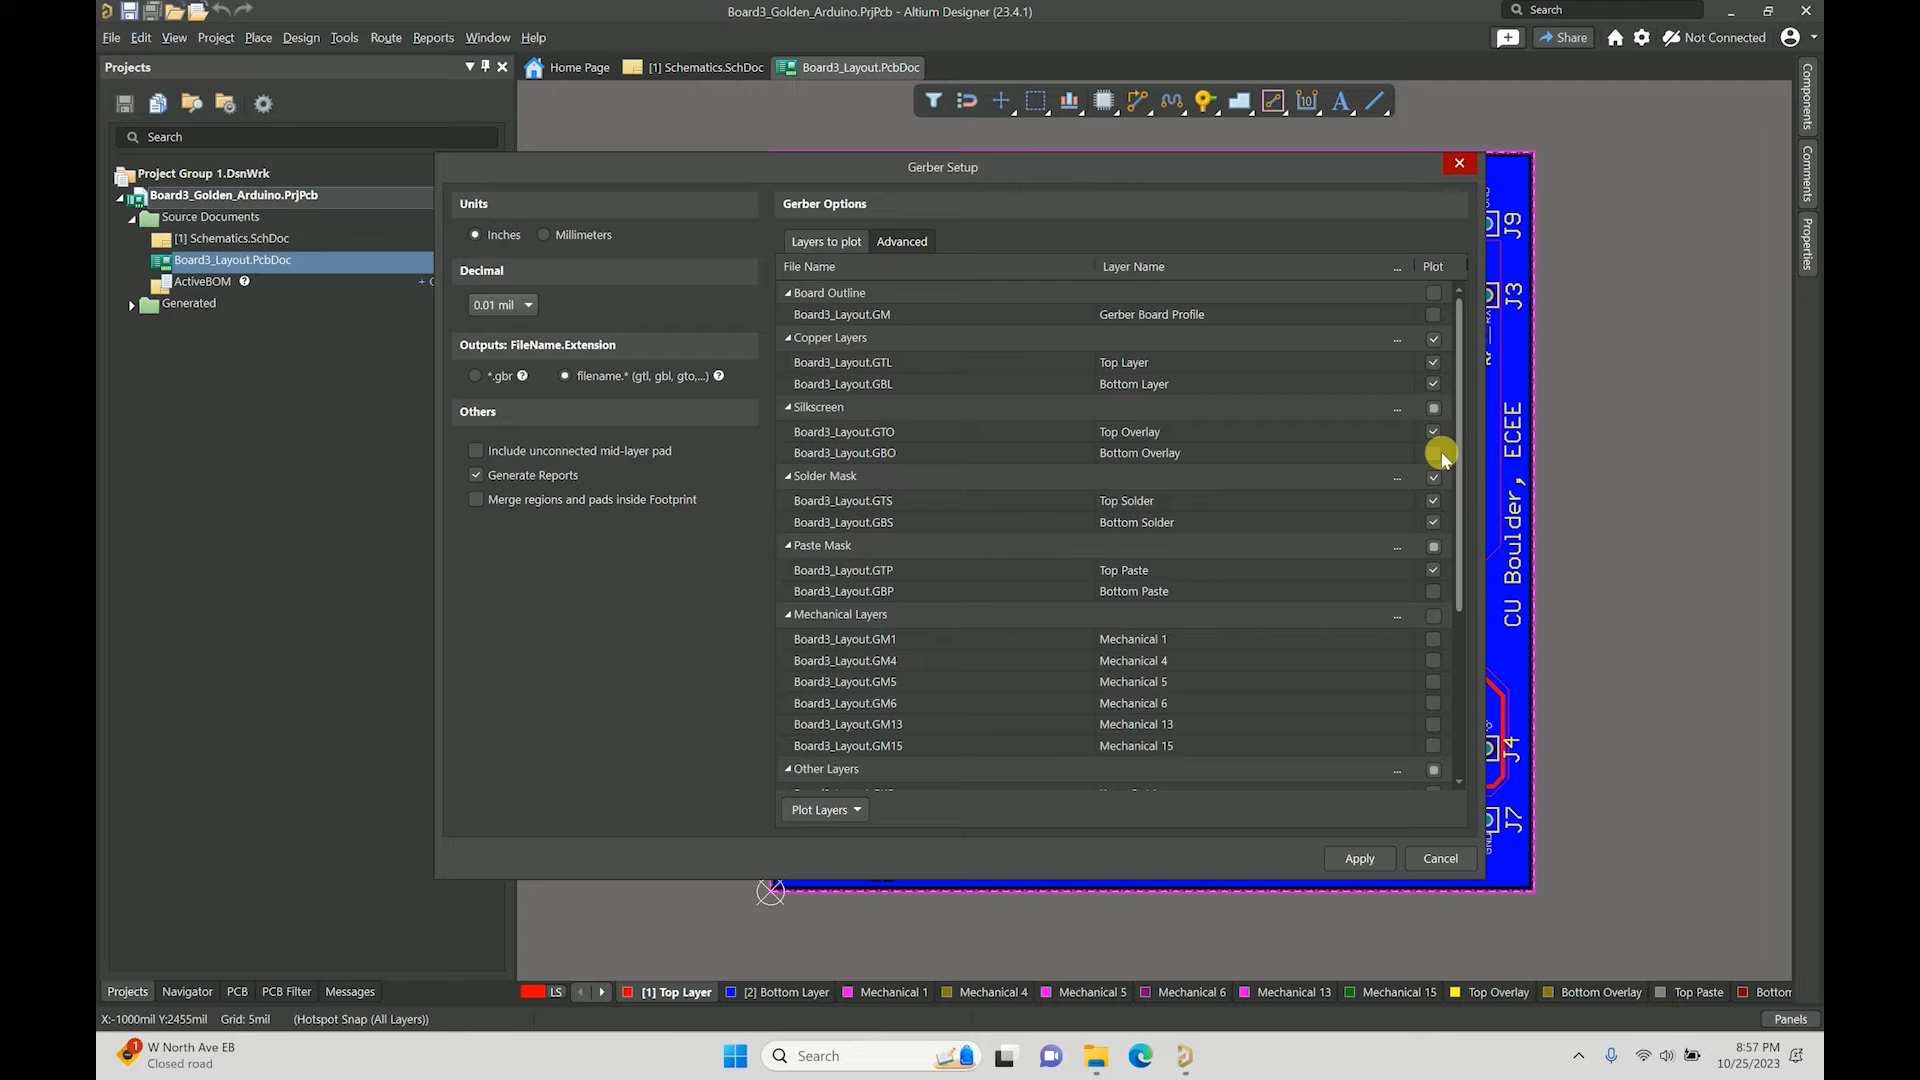 Board3_Golden_Arduino.PrjPcb - Altium Designer (23.4.1)
Search
File Edit View Project Place Design Tools Route Reports Window Help
Share
Not Connected
Projects
Home Page
[1] Schematics.SchDoc
Board3_Layout.PcbDoc
Search
Project Group 1.DsnWrk
Board3_Golden_Arduino.PrjPcb
Source Documents
[1] Schematics.SchDoc
Board3_Layout.PcbDoc
ActiveBOM
Generated
Gerber Setup
Units
Inches
Millimeters
Decimal
0.01 mil
Outputs: FileName.Extension
*.gbr
filename.* (gtl, gbl, gto,...)
Others
Include unconnected mid-layer pad
Generate Reports
Merge regions and pads inside Footprint
Gerber Options
Layers to plot
Advanced
File Name Layer Name ... Plot
Board Outline
Board3_Layout.GM Gerber Board Profile
Copper Layers ...
Board3_Layout.GTL Top Layer
Board3_Layout.GBL Bottom Layer
Silkscreen ...
Board3_Layout.GTO Top Overlay
Board3_Layout.GBO Bottom Overlay
Solder Mask ...
Board3_Layout.GTS Top Solder
Board3_Layout.GBS Bottom Solder
Paste Mask ...
Board3_Layout.GTP Top Paste
Board3_Layout.GBP Bottom Paste
Mechanical Layers ...
Board3_Layout.GM1 Mechanical 1
Board3_Layout.GM4 Mechanical 4
Board3_Layout.GM5 Mechanical 5
Board3_Layout.GM6 Mechanical 6
Board3_Layout.GM13 Mechanical 13
Board3_Layout.GM15 Mechanical 15
Other Layers ...
Plot Layers
Apply
Cancel
J9
J3
CU Boulder, ECEE
J4
J7
Components
Comments
Properties
Projects Navigator PCB PCB Filter Messages
LS
[1] Top Layer
[2] Bottom Layer
Mechanical 1
Mechanical 4
Mechanical 5
Mechanical 6
Mechanical 13
Mechanical 15
Top Overlay
Bottom Overlay
Top Paste
Bottom
X:-1000mil Y:2455mil Grid: 5mil (Hotspot Snap (All Layers))
Panels
1
W North Ave EB
Closed road
Search
8:57 PM
10/25/2023